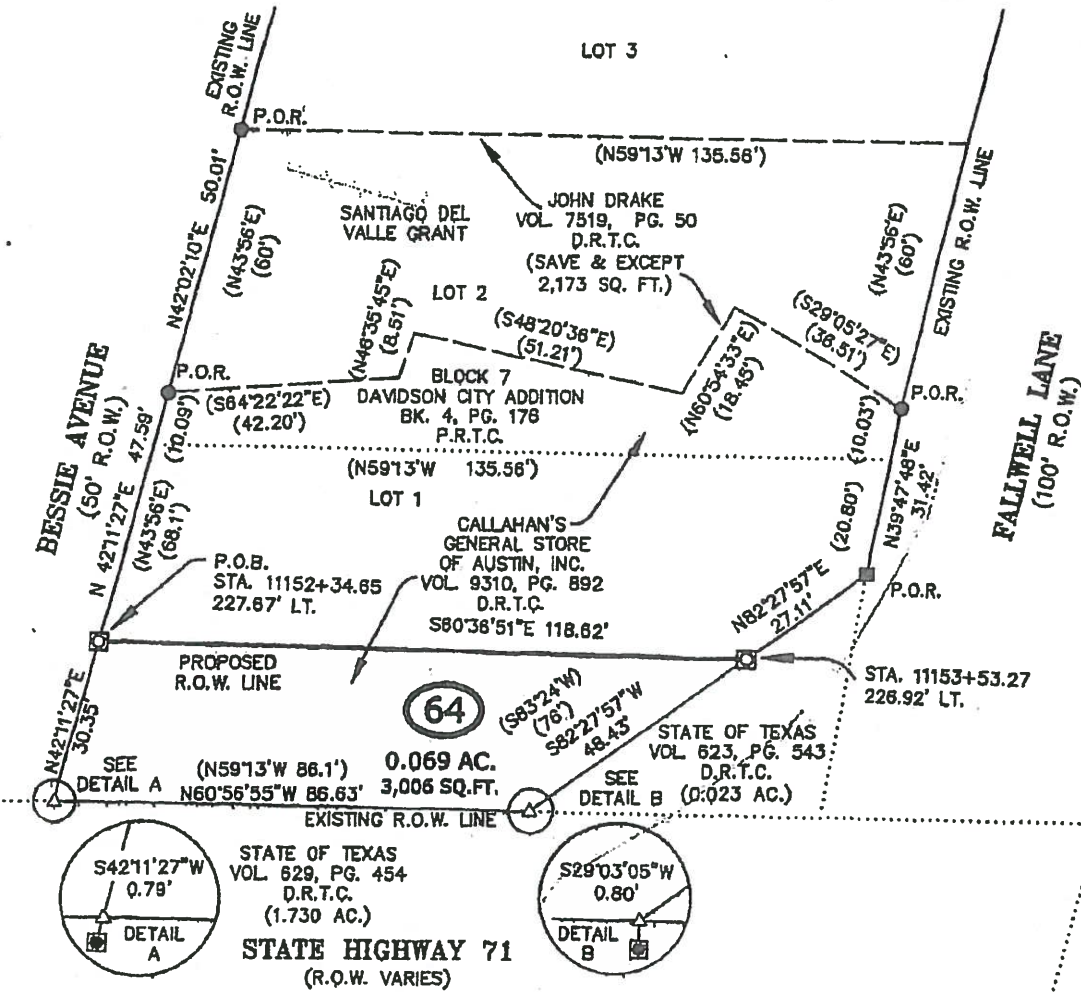 EXISTING
R.O.W. LINE
LOT 3
P.O.R.
(N59°13'W 135.56')
N42°02'10"E 50.01'
(N43°56'E)
(60')
SANTIAGO DEL
VALLE GRANT
JOHN DRAKE
VOL 7519, PG. 50
D.R.T.C.
(SAVE & EXCEPT
2,173 SQ. FT.)
(N43°56'E)
(60')
EXISTING R.O.W. LINE
LOT 2
(N46°35'45"E)
(8.51')
(S48°20'36"E)
(51.21')
(N60°54'33"E)
(18.45')
(S29°05'27"E)
(36.51')
P.O.R.
(S64°22'22"E)
(42.20')
BLOCK 7
DAVIDSON CITY ADDITION
BK. 4, PG. 176
P.R.T.C.
P.O.R.
BESSIE AVENUE
(50' R.O.W.)
N 42°11'27"E 47.59'
(10.09')
(N43°56'E)
(68.1')
(N59°13'W 135.56')
LOT 1
(10.03')
(20.80')
N39°47'48"E
31.42'
FALLWELL LANE
(100' R.O.W.)
CALLAHAN'S
GENERAL STORE
OF AUSTIN, INC.
VOL. 9310, PG. 892
D.R.T.C.
P.O.B.
STA. 11152+34.65
227.67' LT.
S60°36'51"E 118.62'
N82°27'57"E
27.11'
P.O.R.
PROPOSED
R.O.W. LINE
STA. 11153+53.27
226.92' LT.
64
0.069 AC.
3,006 SQ.FT.
(S83°24'W)
(76')
S82°27'57"W
48.43'
STATE OF TEXAS
VOL. 623, PG. 543
D.R.T.C.
(0.023 AC.)
N42°11'27"E
30.35'
SEE
DETAIL A
(N59°13'W 86.1')
N60°56'55"W 86.63'
EXISTING R.O.W. LINE
SEE
DETAIL B
S42°11'27"W
0.79'
DETAIL
A
STATE OF TEXAS
VOL. 629, PG. 454
D.R.T.C.
(1.730 AC.)
S29°03'05"W
0.80'
DETAIL
B
STATE HIGHWAY 71
(R.O.W. VARIES)